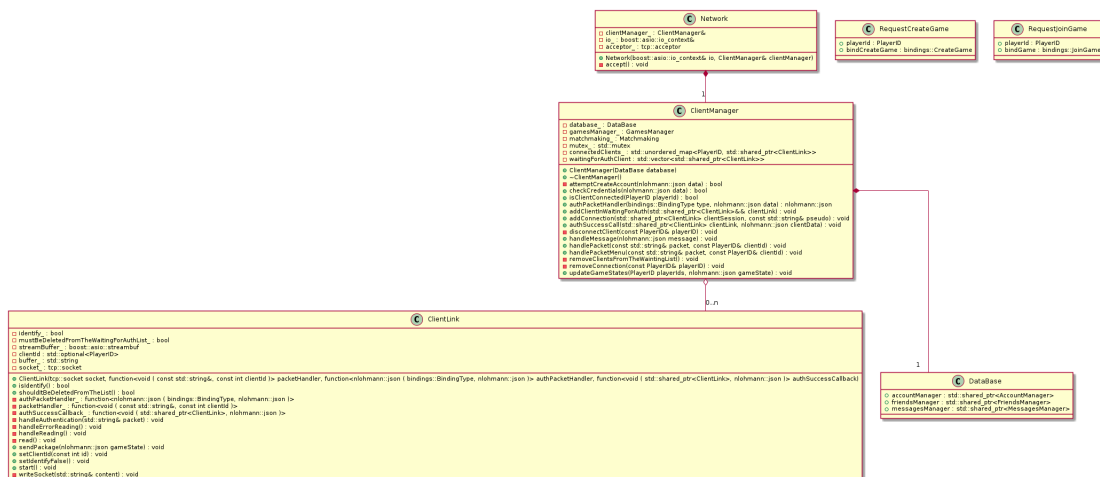 C Network
clientManager_ : ClientManager&
io_ : boost::asio::io_context&
acceptor_ : tcp::acceptor
Network(boost::asio::io_context& io, ClientManager& clientManager)
accept() : void
C RequestCreateGame
playerId : PlayerID
bindCreateGame : bindings::CreateGame
C RequestJoinGame
playerId : PlayerID
bindGame : bindings::JoinGame
1
C ClientManager
database_ : DataBase
gamesManager_ : GamesManager
matchmaking_ : Matchmaking
mutex_ : std::mutex
connectedClients_ : std::unordered_map<PlayerID, std::shared_ptr<ClientLink>>
waitingForAuthClient : std::vector<std::shared_ptr<ClientLink>>
ClientManager(DataBase database)
~ClientManager()
attemptCreateAccount(nlohmann::json data) : bool
checkCredentials(nlohmann::json data) : bool
isClientConnected(PlayerID playerId) : bool
authPacketHandler(bindings::BindingType type, nlohmann::json data) : nlohmann::json
addClientInWaitingForAuth(std::shared_ptr<ClientLink>&& clientLink) : void
addConnection(std::shared_ptr<ClientLink> clientSession, const std::string& pseudo) : void
authSuccessCall(std::shared_ptr<ClientLink> clientLink, nlohmann::json clientData) : void
disconnectClient(const PlayerID& playerID) : void
handleMessage(nlohmann::json message) : void
handlePacket(const std::string& packet, const PlayerID& clientId) : void
handlePacketMenu(const std::string& packet, const PlayerID& clientId) : void
removeClientsFromTheWaintingList() : void
removeConnection(const PlayerID& playerID) : void
updateGameStates(PlayerID playerIds, nlohmann::json gameState) : void
0..n
1
C ClientLink
identify_ : bool
mustBeDeletedFromTheWaitingForAuthList_ : bool
streamBuffer_ : boost::asio::streambuf
clientId : std::optional<PlayerID>
buffer_ : std::string
socket_ : tcp::socket
ClientLink(tcp::socket socket, function<void ( const std::string&, const int clientId )> packetHandler, function<nlohmann::json ( bindings::BindingType, nlohmann::json )> authPacketHandler, function<void ( std::shared_ptr<ClientLink>, nlohmann::json )> authSuccessCallback)
isIdentify() : bool
shouldItBeDeletedFromTheList() : bool
authPacketHandler_ : function<nlohmann::json ( bindings::BindingType, nlohmann::json )>
packetHandler_ : function<void ( const std::string&, const int clientId )>
authSuccessCallback_ : function<void ( std::shared_ptr<ClientLink>, nlohmann::json )>
handleAuthentication(std::string& packet) : void
handleErrorReading() : void
handleReading() : void
read() : void
sendPackage(nlohmann::json gameState) : void
setClientId(const int id) : void
setIdentifyFalse() : void
start() : void
writeSocket(std::string& content) : void
C DataBase
accountManager : std::shared_ptr<AccountManager>
friendsManager : std::shared_ptr<FriendsManager>
messagesManager : std::shared_ptr<MessagesManager>